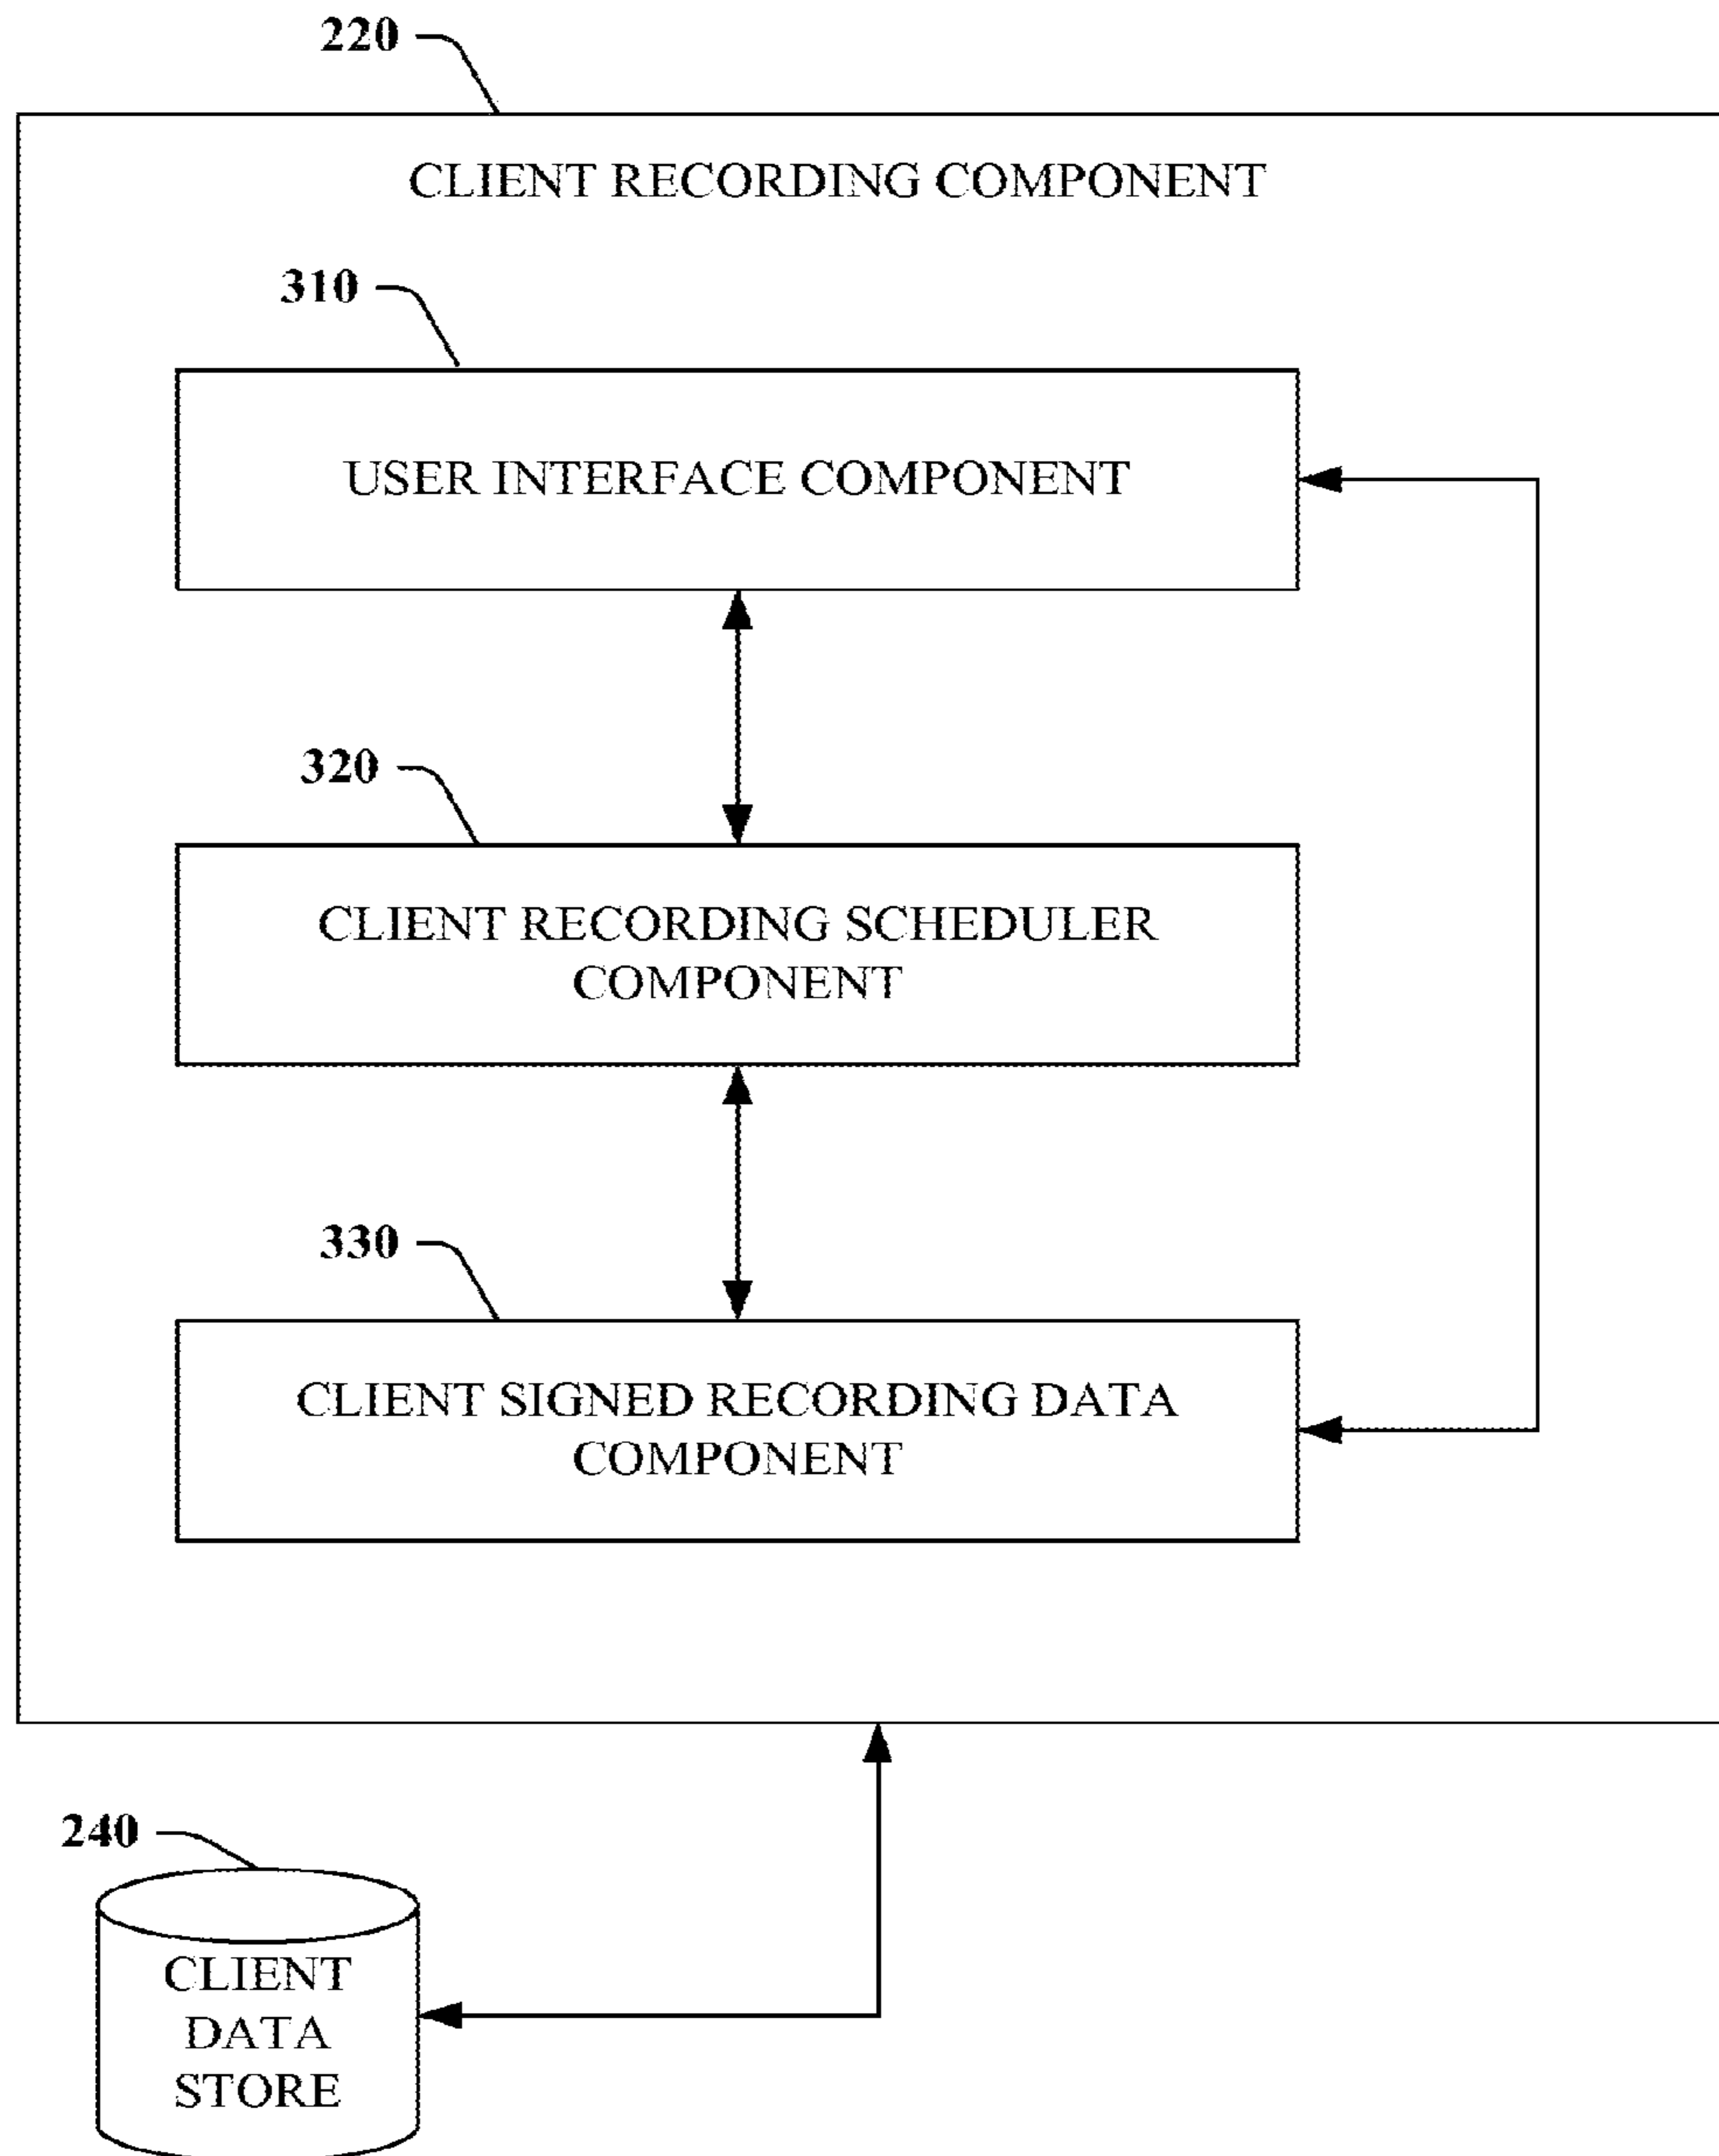 220
CLIENT RECORDING COMPONENT
310
USER INTERFACE COMPONENT
320
CLIENT RECORDING SCHEDULER
COMPONENT
330
CLIENT SIGNED RECORDING DATA
COMPONENT
240
CLIENT
DATA
STORE